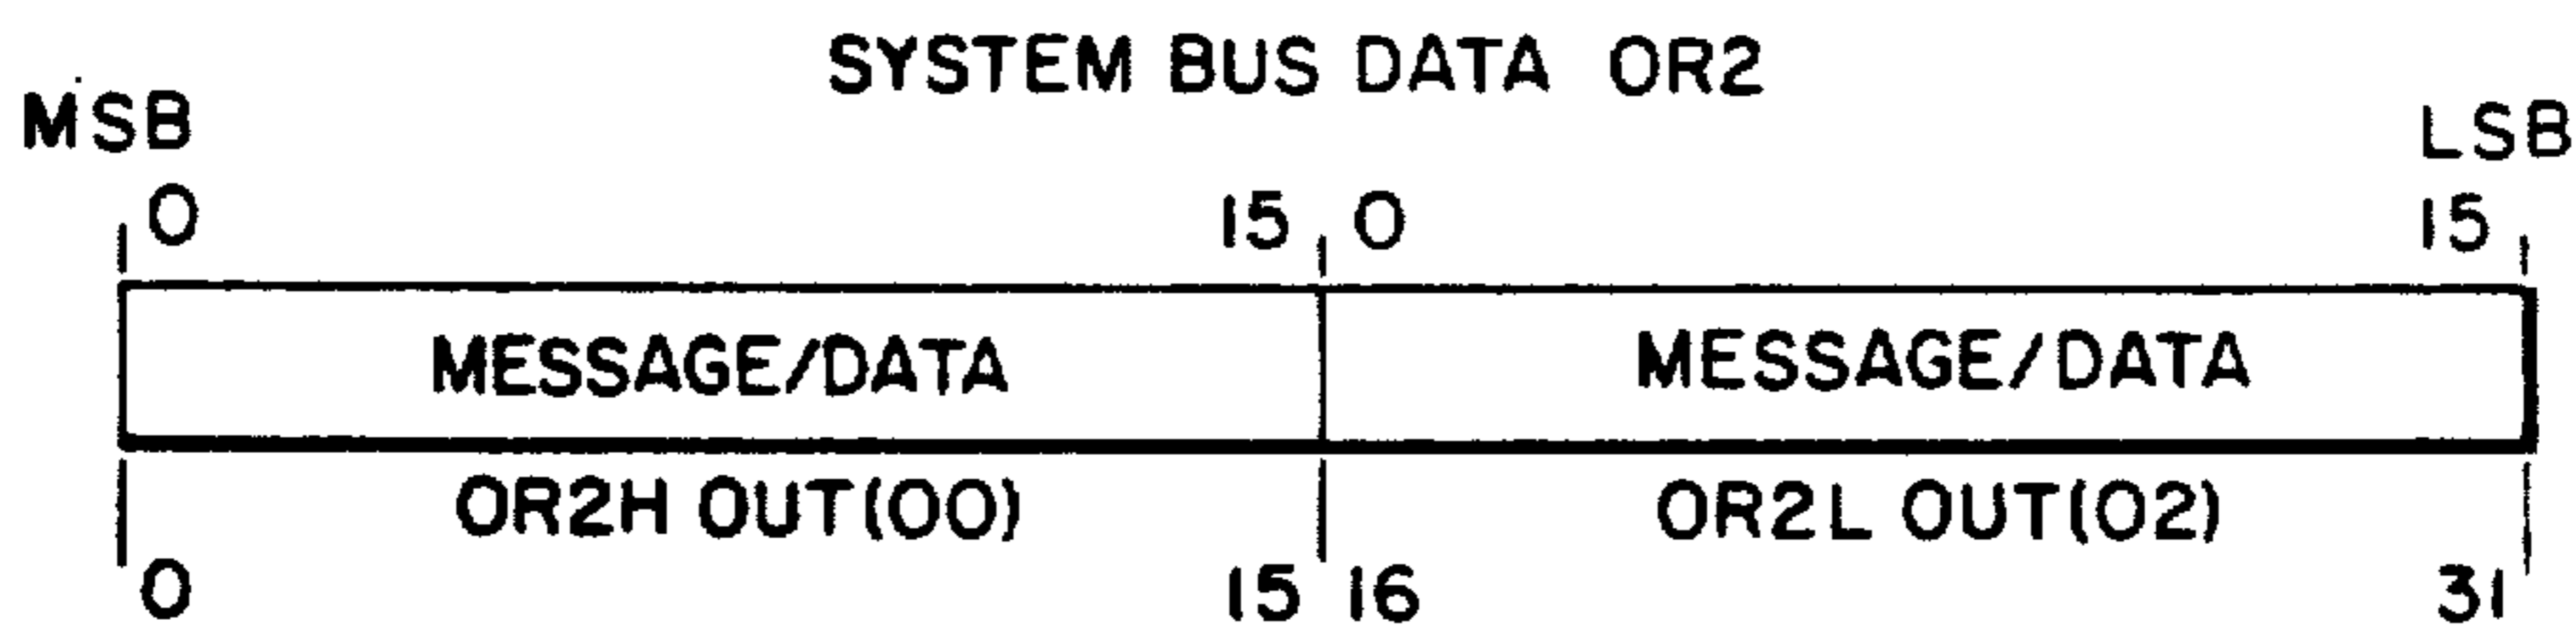 SYSTEM BUS DATA OR2
MSB LSB
0 15 0 15
MESSAGE/DATA MESSAGE/DATA
OR2H OUT(00) OR2L OUT(02)
0 15 16 31